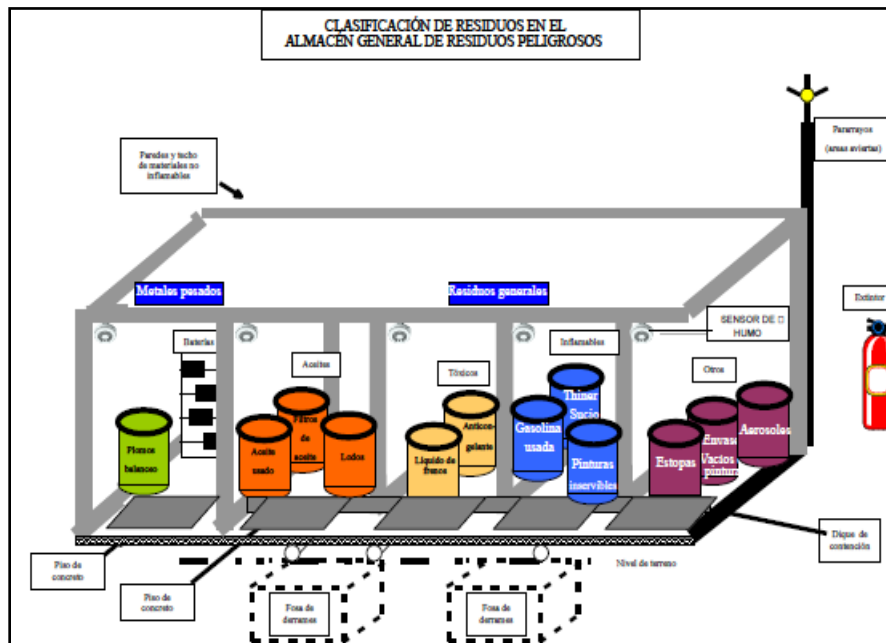 CLASIFICACIÓN DE RESIDUOS EN EL
ALMACÉN GENERAL DE RESIDUOS PELIGROSOS
Pararrayos
(areas aviertas)
Paredes y techo
de materiales no
inflamables
Metales pesados
Residuos generales
Extintor
SENSOR DE
HUMO
Baterías
Aceites
Tóxicos
Inflamables
Otros
Plomos
balanceo
Aceite
usado
Filtros
de
aceite
Lodos
Líquido de
frenos
Anticon-
gelante
Gasolina
usada
Thiner
Sucio
Pinturas
inservibles
Estopas
Envase
Vacíos
pintura
Aerosoles
Piso de
concreto
Piso de
concreto
Fosa de
derrames
Fosa de
derrames
Nivel de terreno
Dique de
contención